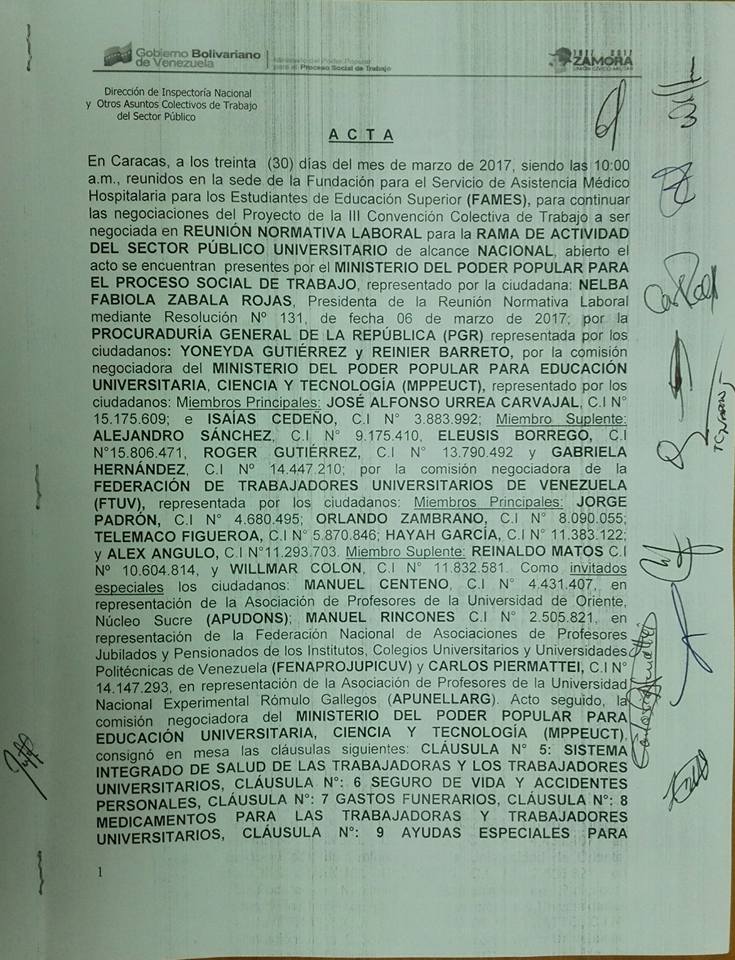 Gobierno Bolivariano
de Venezuela
Ministerio del Poder Popular
para el Proceso Social de Trabajo
1817 2017
ZAMORA
UNIÓN CÍVICO MILITAR
Dirección de Inspectoría Nacional
y Otros Asuntos Colectivos de Trabajo
del Sector Público
A C T A
En Caracas, a los treinta (30) días del mes de marzo de 2017, siendo las 10:00
a.m., reunidos en la sede de la Fundación para el Servicio de Asistencia Médico
Hospitalaria para los Estudiantes de Educación Superior (FAMES), para continuar
las negociaciones del Proyecto de la III Convención Colectiva de Trabajo a ser
negociada en REUNIÓN NORMATIVA LABORAL para la RAMA DE ACTIVIDAD
DEL SECTOR PÚBLICO UNIVERSITARIO de alcance NACIONAL, abierto el
acto se encuentran presentes por el MINISTERIO DEL PODER POPULAR PARA
EL PROCESO SOCIAL DE TRABAJO, representado por la ciudadana: NELBA
FABIOLA ZABALA ROJAS, Presidenta de la Reunión Normativa Laboral
mediante Resolución Nº 131, de fecha 06 de marzo de 2017; por la
PROCURADURÍA GENERAL DE LA REPÚBLICA (PGR) representada por los
ciudadanos: YONEYDA GUTIÉRREZ y REINIER BARRETO, por la comisión
negociadora del MINISTERIO DEL PODER POPULAR PARA EDUCACIÓN
UNIVERSITARIA, CIENCIA Y TECNOLOGÍA (MPPEUCT), representado por los
ciudadanos: Miembros Principales: JOSÉ ALFONSO URREA CARVAJAL, C.I N°
15.175.609; e ISAÍAS CEDEÑO, C.I N° 3.883.992; Miembro Suplente:
ALEJANDRO SÁNCHEZ, C.I N° 9.175.410, ELEUSIS BORREGO, C.I
N°15.806.471, ROGER GUTIÉRREZ, C.I N° 13.790.492 y GABRIELA
HERNÁNDEZ, C.I. Nº 14.447.210; por la comisión negociadora de la
FEDERACIÓN DE TRABAJADORES UNIVERSITARIOS DE VENEZUELA
(FTUV), representada por los ciudadanos: Miembros Principales: JORGE
PADRÓN, C.I N° 4.680.495; ORLANDO ZAMBRANO, C.I N° 8.090.055;
TELEMACO FIGUEROA, C.I N° 5.870.846; HAYAH GARCÍA, C.I N° 11.383.122;
y ALEX ANGULO, C.I N°11.293.703. Miembro Suplente: REINALDO MATOS C.I
Nº 10.604.814, y WILLMAR COLON, C.I N° 11.832.581. Como invitados
especiales los ciudadanos: MANUEL CENTENO, C.I N° 4.431.407, en
representación de la Asociación de Profesores de la Universidad de Oriente,
Núcleo Sucre (APUDONS); MANUEL RINCONES C.I N° 2.505.821, en
representación de la Federación Nacional de Asociaciones de Profesores
Jubilados y Pensionados de los Institutos, Colegios Universitarios y Universidades
Politécnicas de Venezuela (FENAPROJUPICUV) y CARLOS PIERMATTEI, C.I N°
14.147.293, en representación de la Asociación de Profesores de la Universidad
Nacional Experimental Rómulo Gallegos (APUNELLARG). Acto seguido, la
comisión negociadora del MINISTERIO DEL PODER POPULAR PARA
EDUCACIÓN UNIVERSITARIA, CIENCIA Y TECNOLOGÍA (MPPEUCT),
consignó en mesa las cláusulas siguientes: CLÁUSULA N° 5: SISTEMA
INTEGRADO DE SALUD DE LAS TRABAJADORAS Y LOS TRABAJADORES
UNIVERSITARIOS, CLÁUSULA N°: 6 SEGURO DE VIDA Y ACCIDENTES
PERSONALES, CLÁUSULA N°: 7 GASTOS FUNERARIOS, CLÁUSULA N°: 8
MEDICAMENTOS PARA LAS TRABAJADORAS Y TRABAJADORES
UNIVERSITARIOS, CLÁUSULA N°: 9 AYUDAS ESPECIALES PARA
1